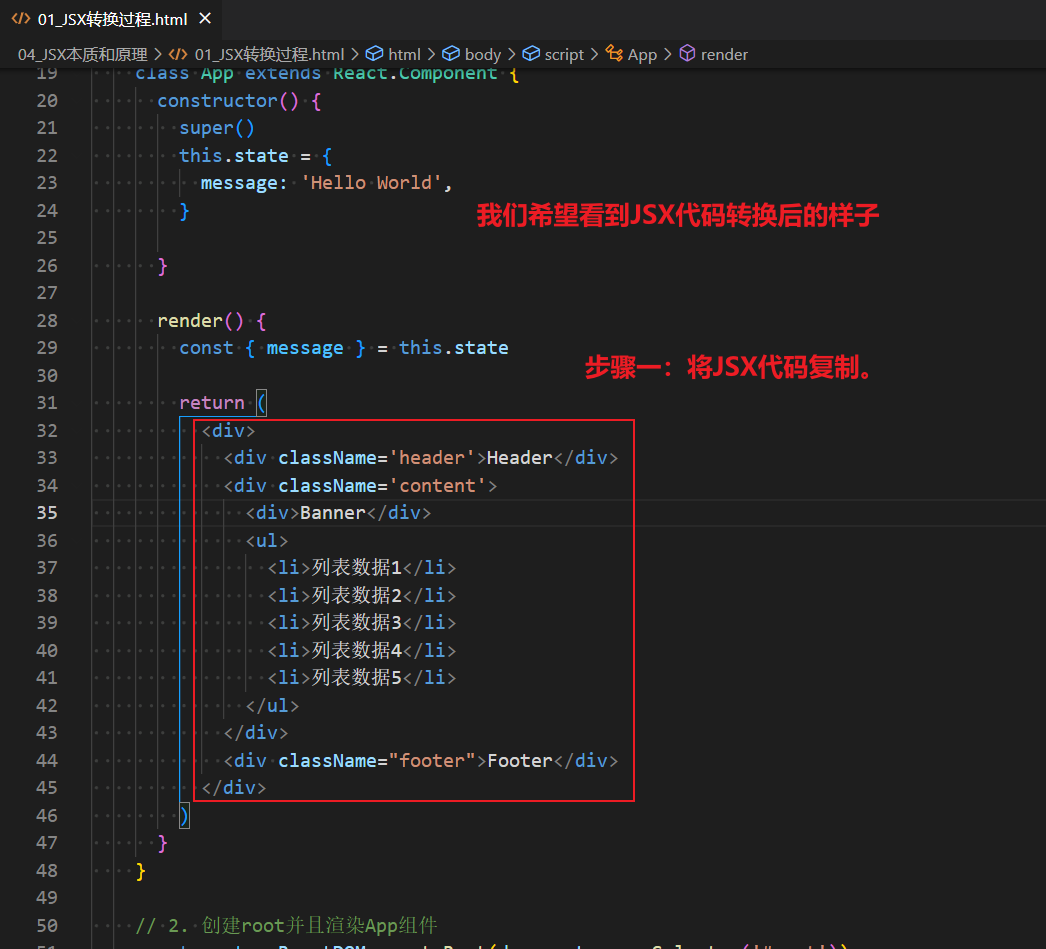 01_JSX转换过程.html
04_JSX本质和原理 > 01_JSX转换过程.html > html > body > script > App > render
19 class App extends React.Component {
20 constructor() {
21 super()
22 this.state = {
23 message: 'Hello World',
24 }
我们希望看到JSX代码转换后的样子
25
26 }
27
28 render() {
29 const { message } = this.state
30
步骤一：将JSX代码复制。
31 return (
32 <div>
33 <div className='header'>Header</div>
34 <div className='content'>
35 <div>Banner</div>
36 <ul>
37 <li>列表数据1</li>
38 <li>列表数据2</li>
39 <li>列表数据3</li>
40 <li>列表数据4</li>
41 <li>列表数据5</li>
42 </ul>
43 </div>
44 <div className="footer">Footer</div>
45 </div>
46 )
47 }
48 }
49
50 // 2. 创建root并且渲染App组件